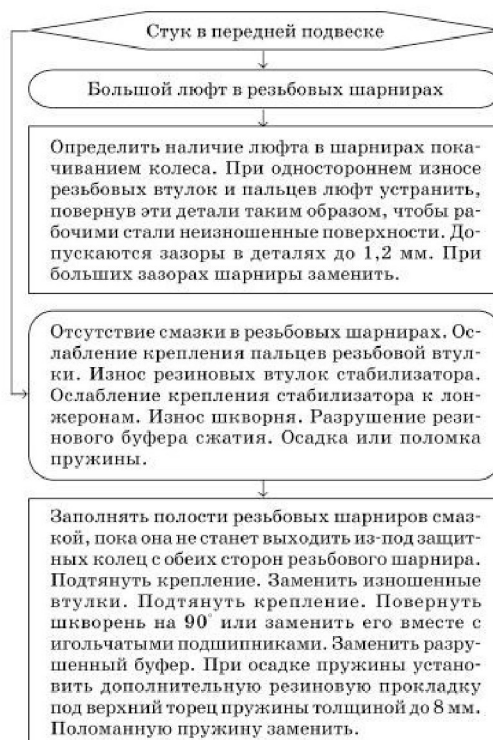 Стук в передней подвеске
Большой люфт в резьбовых шарнирах
Определить наличие люфта в шарнирах пока-
чиванием колеса. При одностороннем износе
резьбовых втулок и пальцев люфт устранить,
повернув эти детали таким образом, чтобы ра-
бочими стали неизношенные поверхности. До-
пускаются зазоры в деталях до 1,2 мм. При
больших зазорах шарниры заменить.
Отсутствие смазки в резьбовых шарнирах. Ос-
лабление крепления пальцев резьбовой втул-
ки. Износ резиновых втулок стабилизатора.
Ослабление крепления стабилизатора к лон-
жеронам. Износ шкворня. Разрушение рези-
нового буфера сжатия. Осадка или поломка
пружины.
Заполнять полости резьбовых шарниров смаз-
кой, пока она не станет выходить из-под защит-
ных колец с обеих сторон резьбового шарнира.
Подтянуть крепление. Заменить изношенные
втулки. Подтянуть крепление. Повернуть
шкворень на 90° или заменить его вместе с
игольчатыми подшипниками. Заменить разру-
шенный буфер. При осадке пружины устано-
вить дополнительную резиновую прокладку
под верхний торец пружины толщиной до 8 мм.
Поломанную пружину заменить.